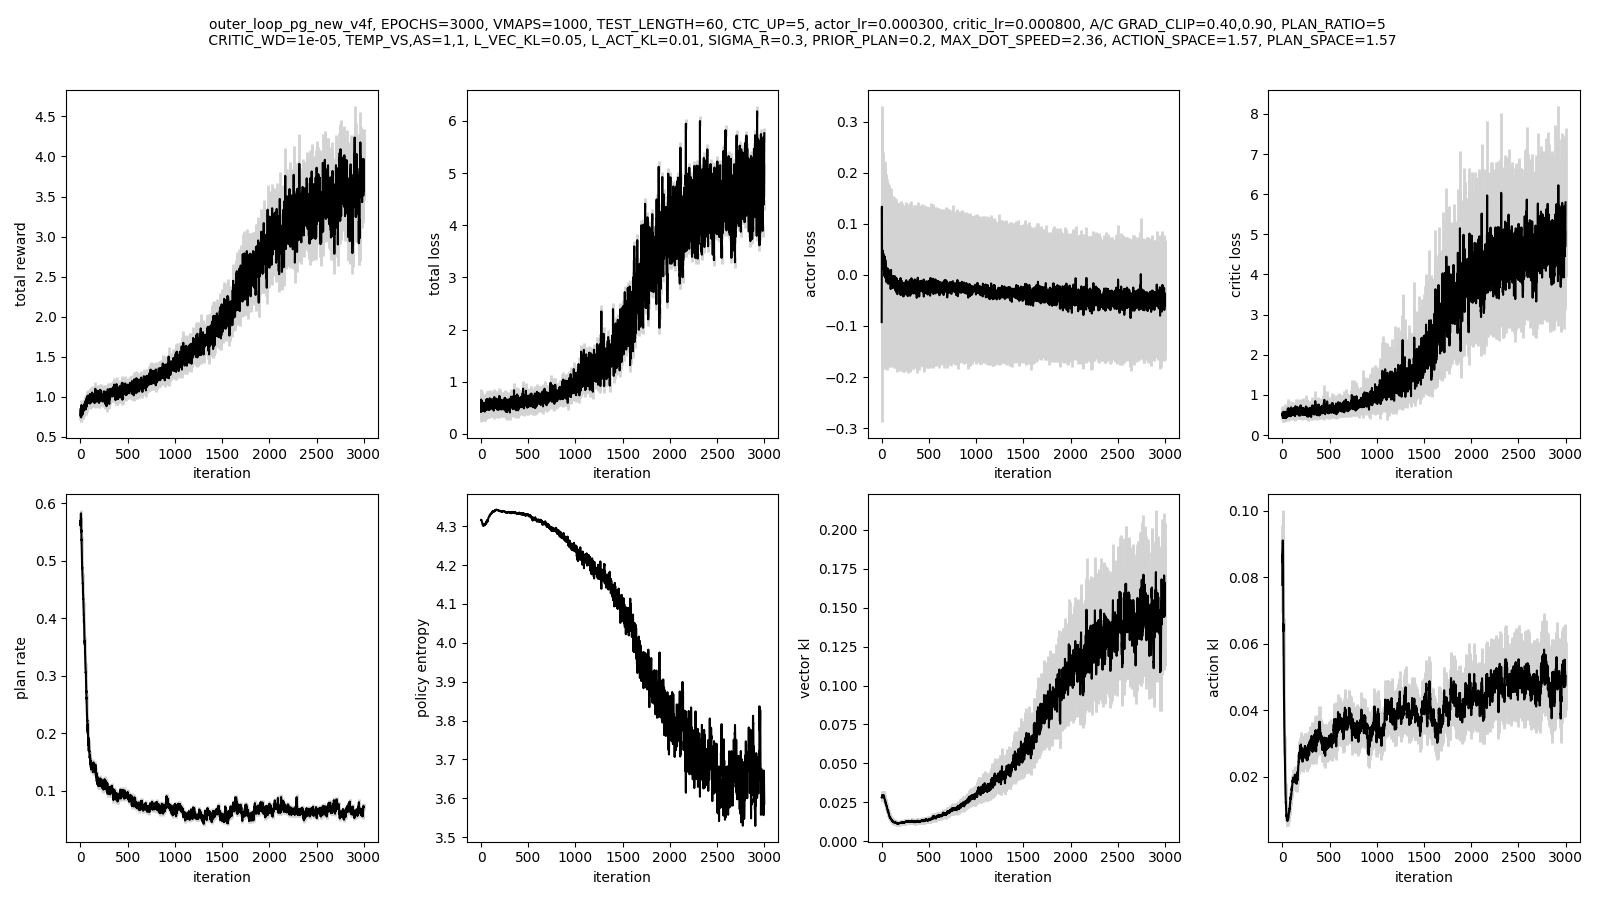 outer_loop_pg_new_v4f, EPOCHS=3000, VMAPS=1000, TEST_LENGTH=60, CTC_UP=5, actor_lr=0.000300, critic_lr=0.000800, A/C GRAD_CLIP=0.40,0.90, PLAN_RATIO=5
CRITIC_WD=1e-05, TEMP_VS,AS=1,1, L_VEC_KL=0.05, L_ACT_KL=0.01, SIGMA_R=0.3, PRIOR_PLAN=0.2, MAX_DOT_SPEED=2.36, ACTION_SPACE=1.57, PLAN_SPACE=1.57
total reward
4.5
4.0
3.5
3.0
2.5
2.0
1.5
1.0
0.5
0 500 1000 1500 2000 2500 3000
iteration
total loss
6
5
4
3
2
1
0
0 500 1000 1500 2000 2500 3000
iteration
actor loss
0.3
0.2
0.1
0.0
−0.1
−0.2
−0.3
0 500 1000 1500 2000 2500 3000
iteration
critic loss
8
7
6
5
4
3
2
1
0
0 500 1000 1500 2000 2500 3000
iteration
plan rate
0.6
0.5
0.4
0.3
0.2
0.1
0 500 1000 1500 2000 2500 3000
iteration
policy entropy
4.3
4.2
4.1
4.0
3.9
3.8
3.7
3.6
3.5
0 500 1000 1500 2000 2500 3000
iteration
vector kl
0.200
0.175
0.150
0.125
0.100
0.075
0.050
0.025
0.000
0 500 1000 1500 2000 2500 3000
iteration
action kl
0.10
0.08
0.06
0.04
0.02
0 500 1000 1500 2000 2500 3000
iteration